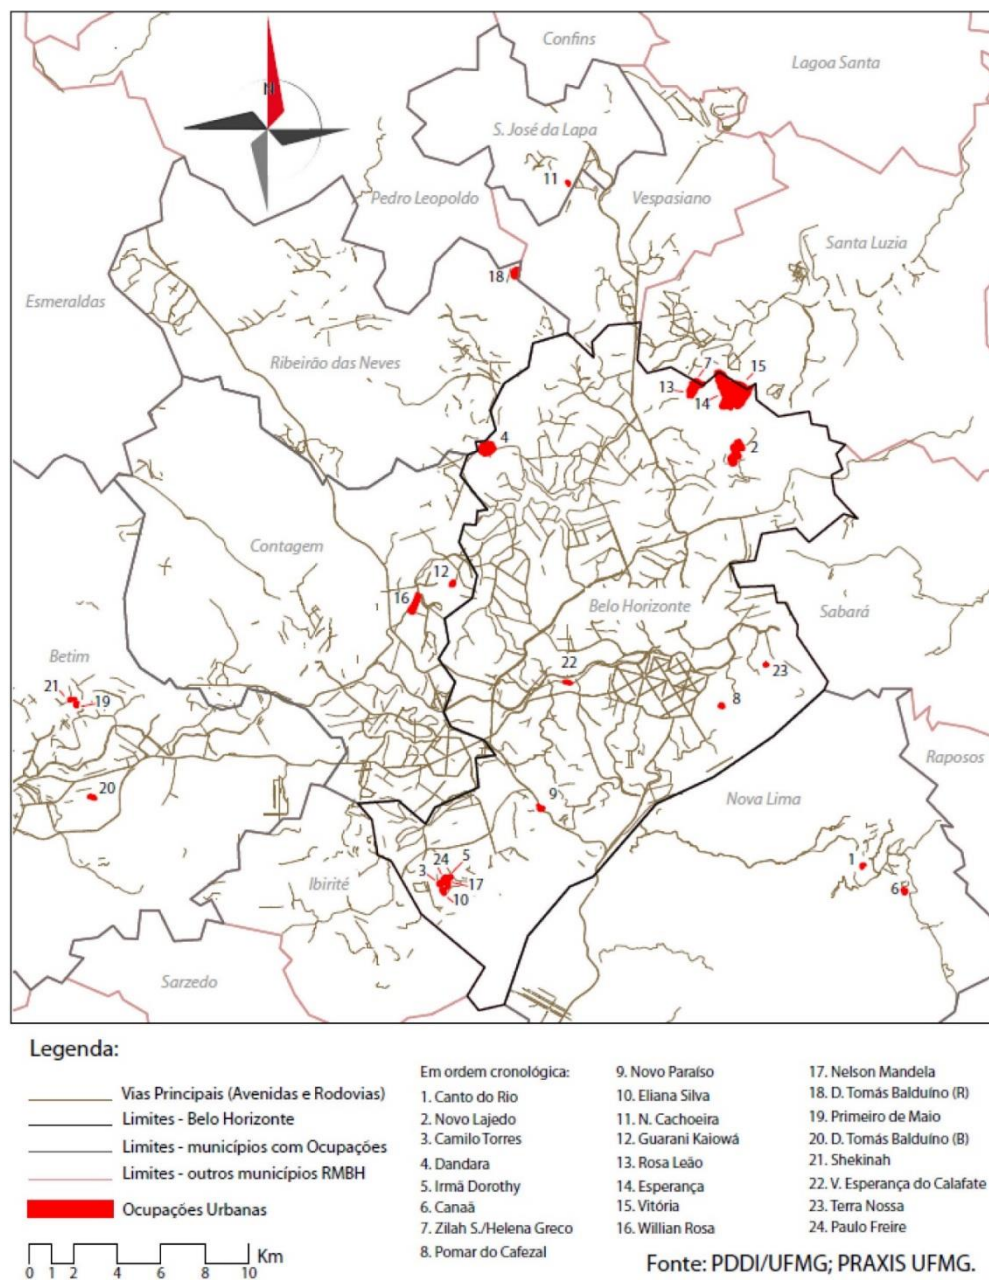 Confins
Lagoa Santa
N
S. José da Lapa
11
Pedro Leopoldo
Vespasiano
Santa Luzia
18
Esmeraldas
Ribeirão das Neves
7
15
13
14
4
2
Contagem
12
16
Belo Horizonte
Sabará
Betim
22
23
21
19
8
Raposos
20
9
Nova Lima
24
5
3
17
10
1
6
Ibirité
Sarzedo
Legenda:
Vias Principais (Avenidas e Rodovias)
Limites - Belo Horizonte
Limites - municípios com Ocupações
Limites - outros municípios RMBH
Ocupações Urbanas
Km
0 1 2 4 6 8 10
Em ordem cronológica:
1. Canto do Rio
2. Novo Lajedo
3. Camilo Torres
4. Dandara
5. Irmã Dorothy
6. Canaã
7. Zilah S./Helena Greco
8. Pomar do Cafezal
9. Novo Paraíso
10. Eliana Silva
11. N. Cachoeira
12. Guarani Kaiowá
13. Rosa Leão
14. Esperança
15. Vitória
16. Willian Rosa
17. Nelson Mandela
18. D. Tomás Balduíno (R)
19. Primeiro de Maio
20. D. Tomás Balduíno (B)
21. Shekinah
22. V. Esperança do Calafate
23. Terra Nossa
24. Paulo Freire
Fonte: PDDI/UFMG; PRAXIS UFMG.